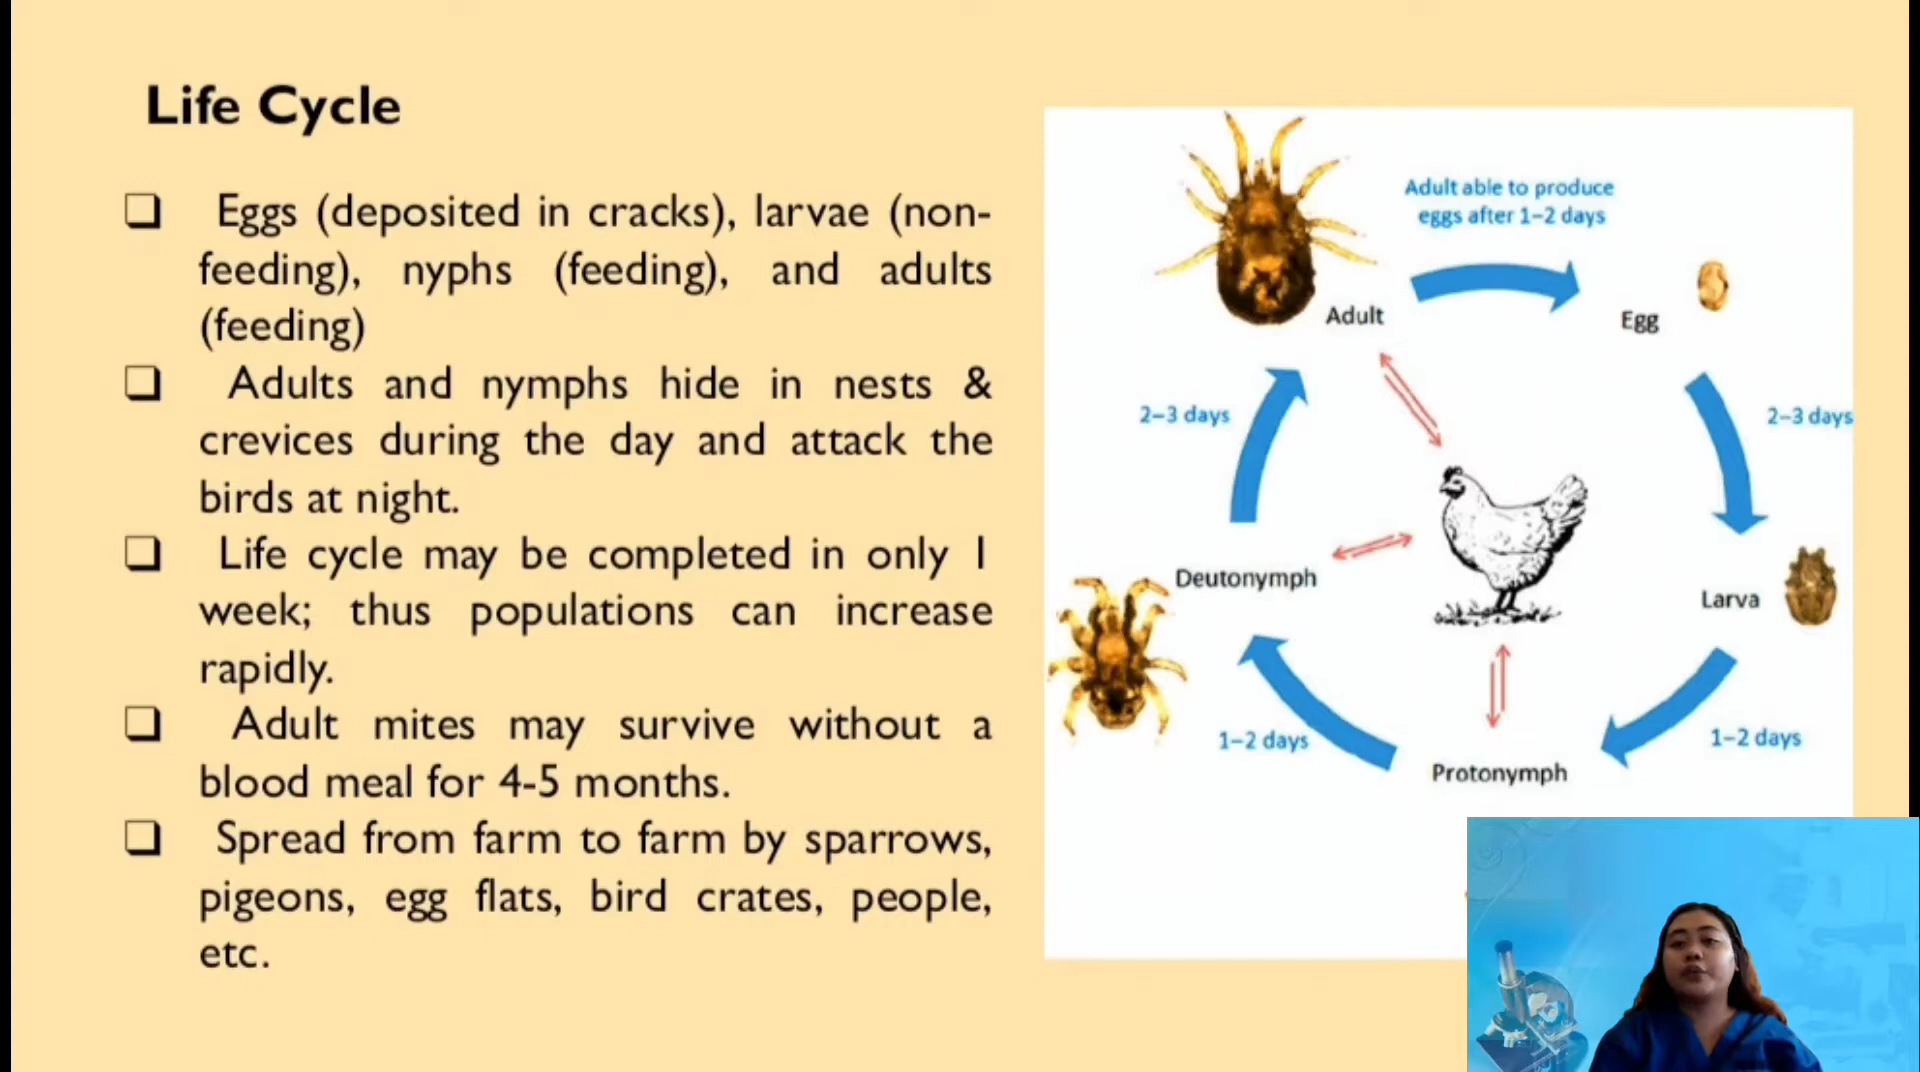 Life Cycle
Eggs (deposited in cracks), larvae (non-
feeding), nyphs (feeding), and adults
(feeding)
Adults and nymphs hide in nests &
crevices during the day and attack the
birds at night.
Life cycle may be completed in only 1
week; thus populations can increase
rapidly.
Adult mites may survive without a
blood meal for 4-5 months.
Spread from farm to farm by sparrows,
pigeons, egg flats, bird crates, people,
etc.
Adult able to produce
eggs after 1–2 days
Adult
Egg
2–3 days
2–3 days
Deutonymph
Larva
1–2 days
1–2 days
Protonymph